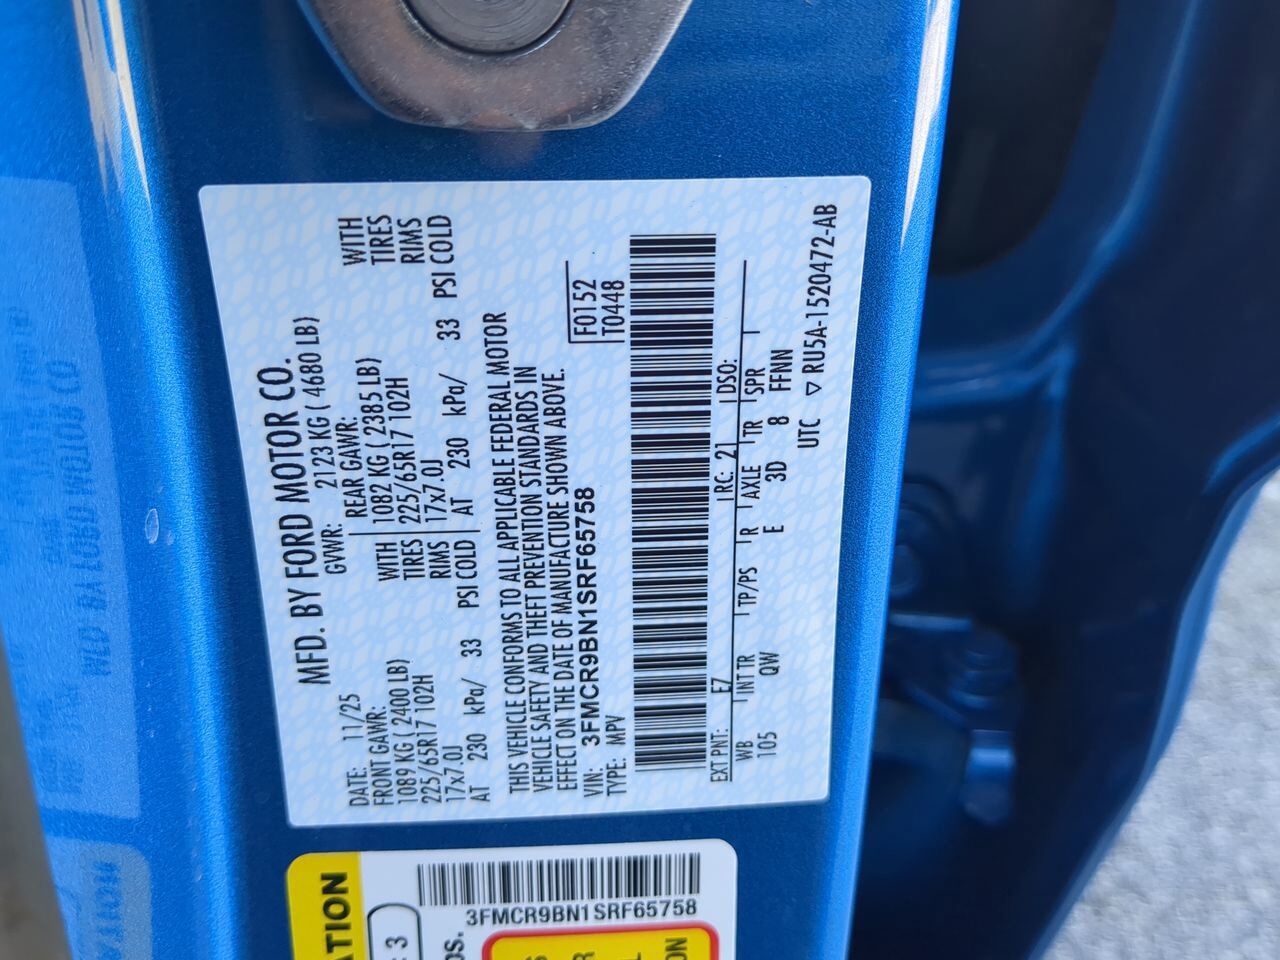 MFD. BY FORD MOTOR CO.
DATE: 11/25 GVWR: 2123 KG ( 4680 LB)
FRONT GAWR: REAR GAWR:
1089 KG ( 2400 LB) WITH 1082 KG ( 2385 LB) WITH
225/65R17 102H TIRES 225/65R17 102H TIRES
17x7.0J RIMS 17x7.0J RIMS
AT 230 kPa/ 33 PSI COLD AT 230 kPa/ 33 PSI COLD
THIS VEHICLE CONFORMS TO ALL APPLICABLE FEDERAL MOTOR
VEHICLE SAFETY AND THEFT PREVENTION STANDARDS IN
EFFECT ON THE DATE OF MANUFACTURE SHOWN ABOVE.
VIN: 3FMCR9BN1SRF65758 F0152
TYPE: MPV T0448
EXT PNT: E7 RC: 21 DSO:
WB INT TR TP/PS R AXLE TR SPR
105 QW E 3D 8 FFNN
UTC ▽ RU5A-1520472-AB
3FMCR9BN1SRF65758